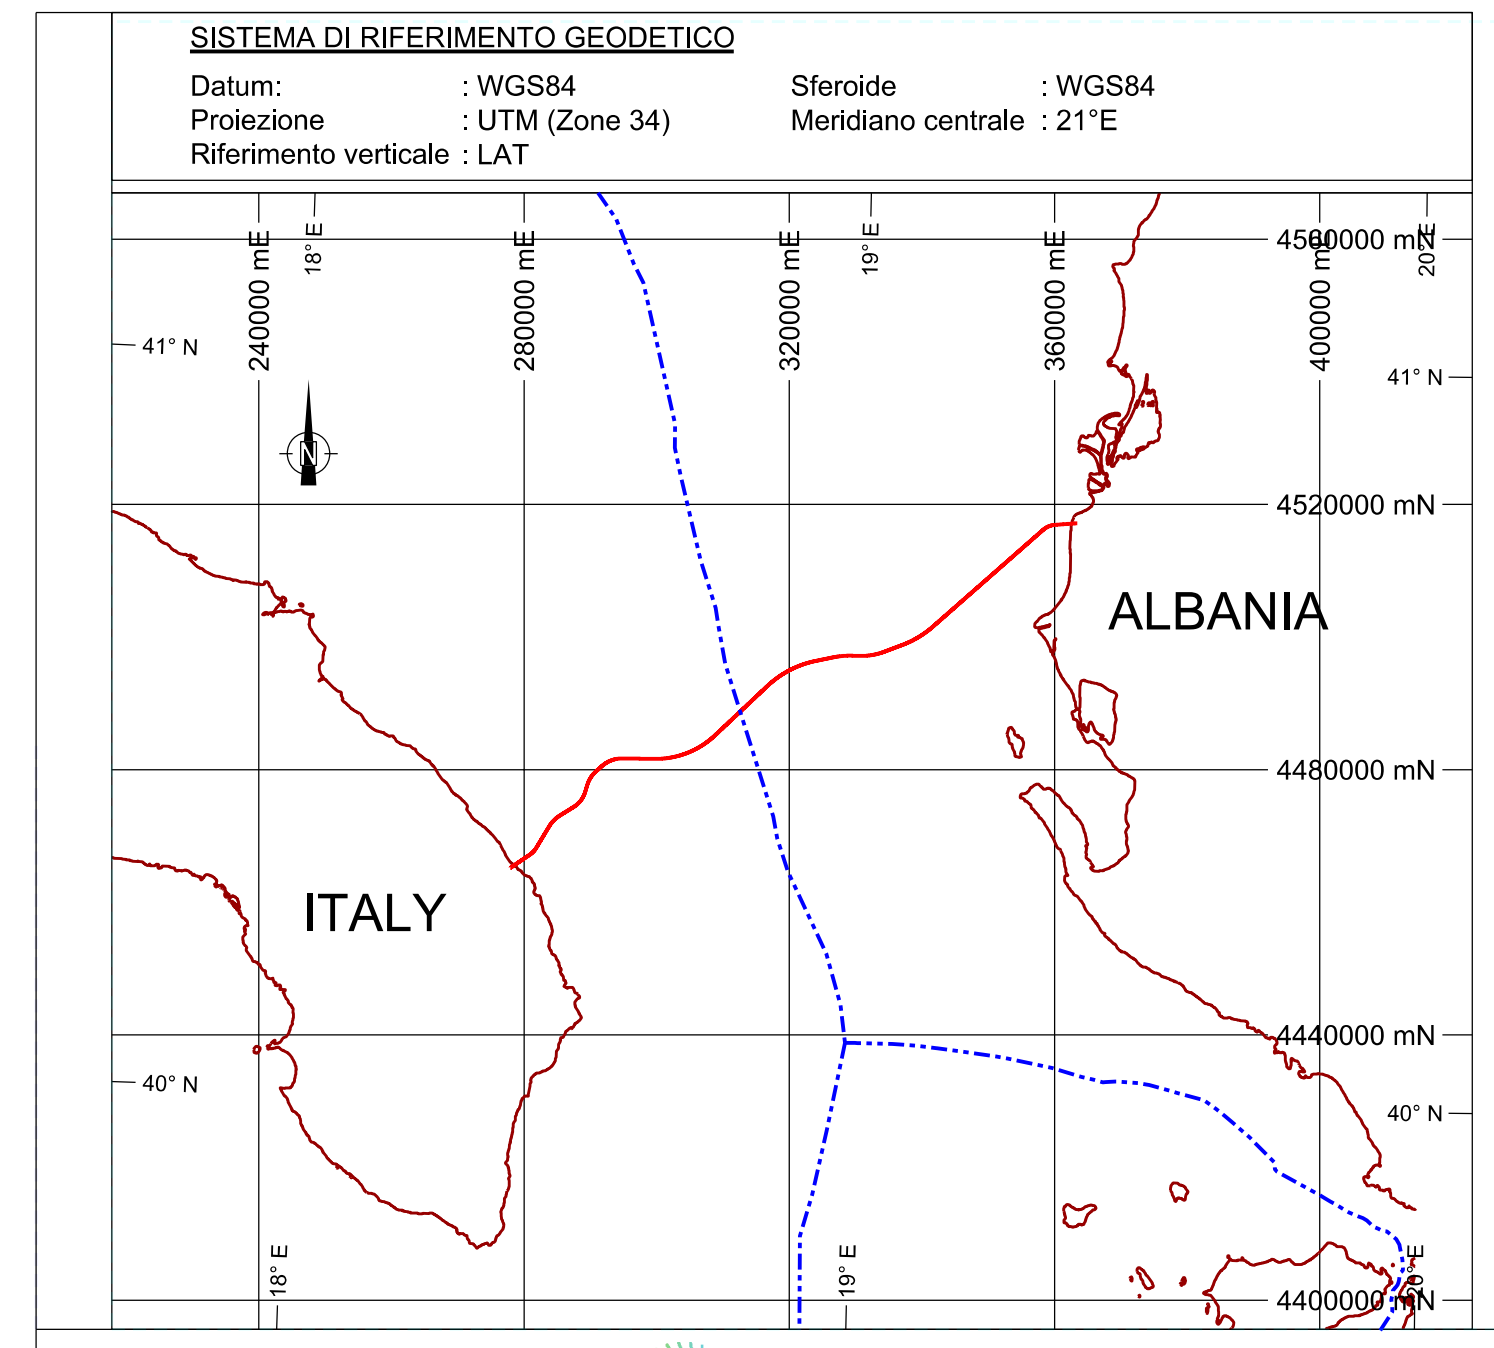 SISTEMA DI RIFERIMENTO GEODETICO
Datum: : WGS84 Sferoide : WGS84
Proiezione : UTM (Zone 34) Meridiano centrale : 21°E
Riferimento verticale : LAT
240000 mE
18° E
280000 mE
320000 mE
19° E
360000 mE
400000 mE
20° E
4560000 mN
41° N
41° N
N
4520000 mN
ALBANIA
4480000 mN
ITALY
4440000 mN
40° N
40° N
18° E
19° E
20° E
4400000 mN